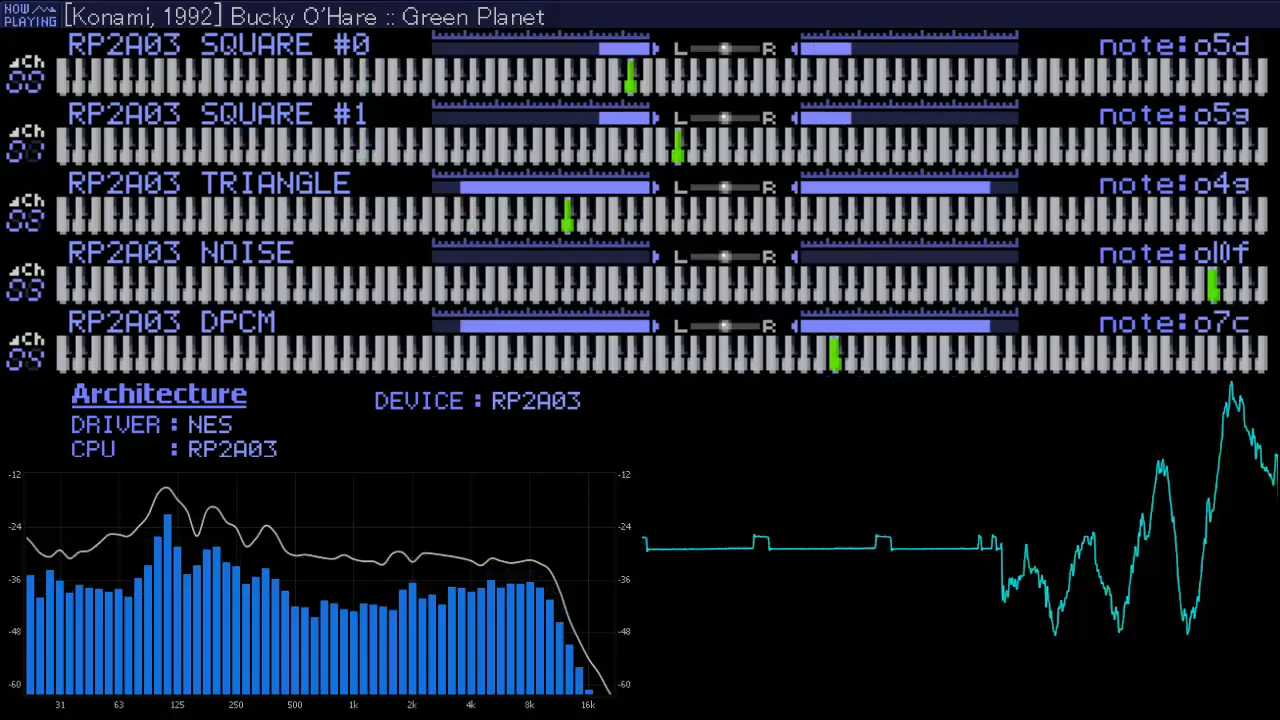 NOW PLAYING [Konami, 1992] Bucky O'Hare :: Green Planet
RP2A03 SQUARE #0 L R note:o5d
Ch 00
RP2A03 SQUARE #1 L R note:o5g
Ch 01
RP2A03 TRIANGLE L R note:o4g
Ch 02
RP2A03 NOISE L R note:o10f
Ch 03
RP2A03 DPCM L R note:o7c
Ch 04
Architecture
DEVICE : RP2A03
DRIVER : NES
CPU : RP2A03
-12 -12
-24 -24
-36 -36
-48 -48
-60 -60
31 63 125 250 500 1k 2k 4k 8k 16k